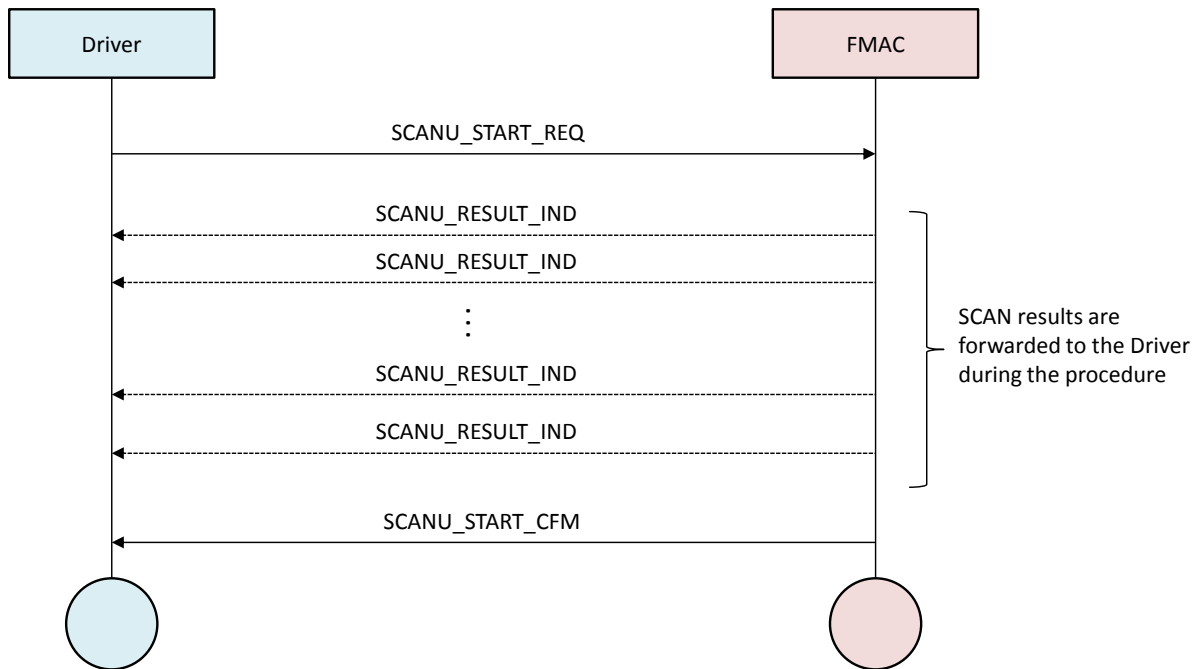 Driver
FMAC
SCANU_START_REQ
SCANU_RESULT_IND
SCANU_RESULT_IND
SCANU_RESULT_IND
SCANU_RESULT_IND
SCAN results are
forwarded to the Driver
during the procedure
SCANU_START_CFM